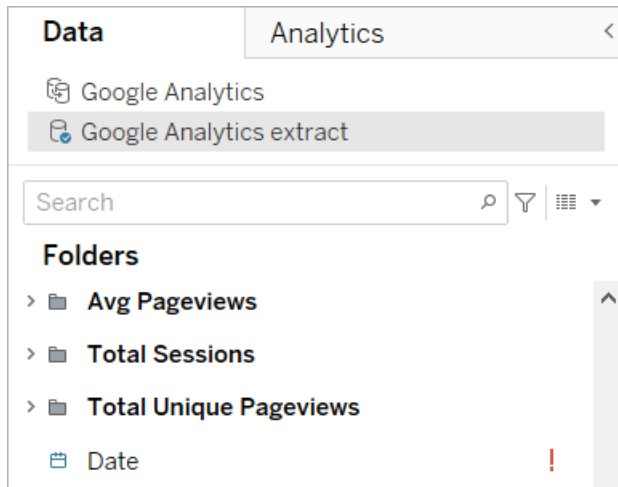 Data
Analytics
Google Analytics
Google Analytics extract
Search
Folders
Avg Pageviews
Total Sessions
Total Unique Pageviews
Date !